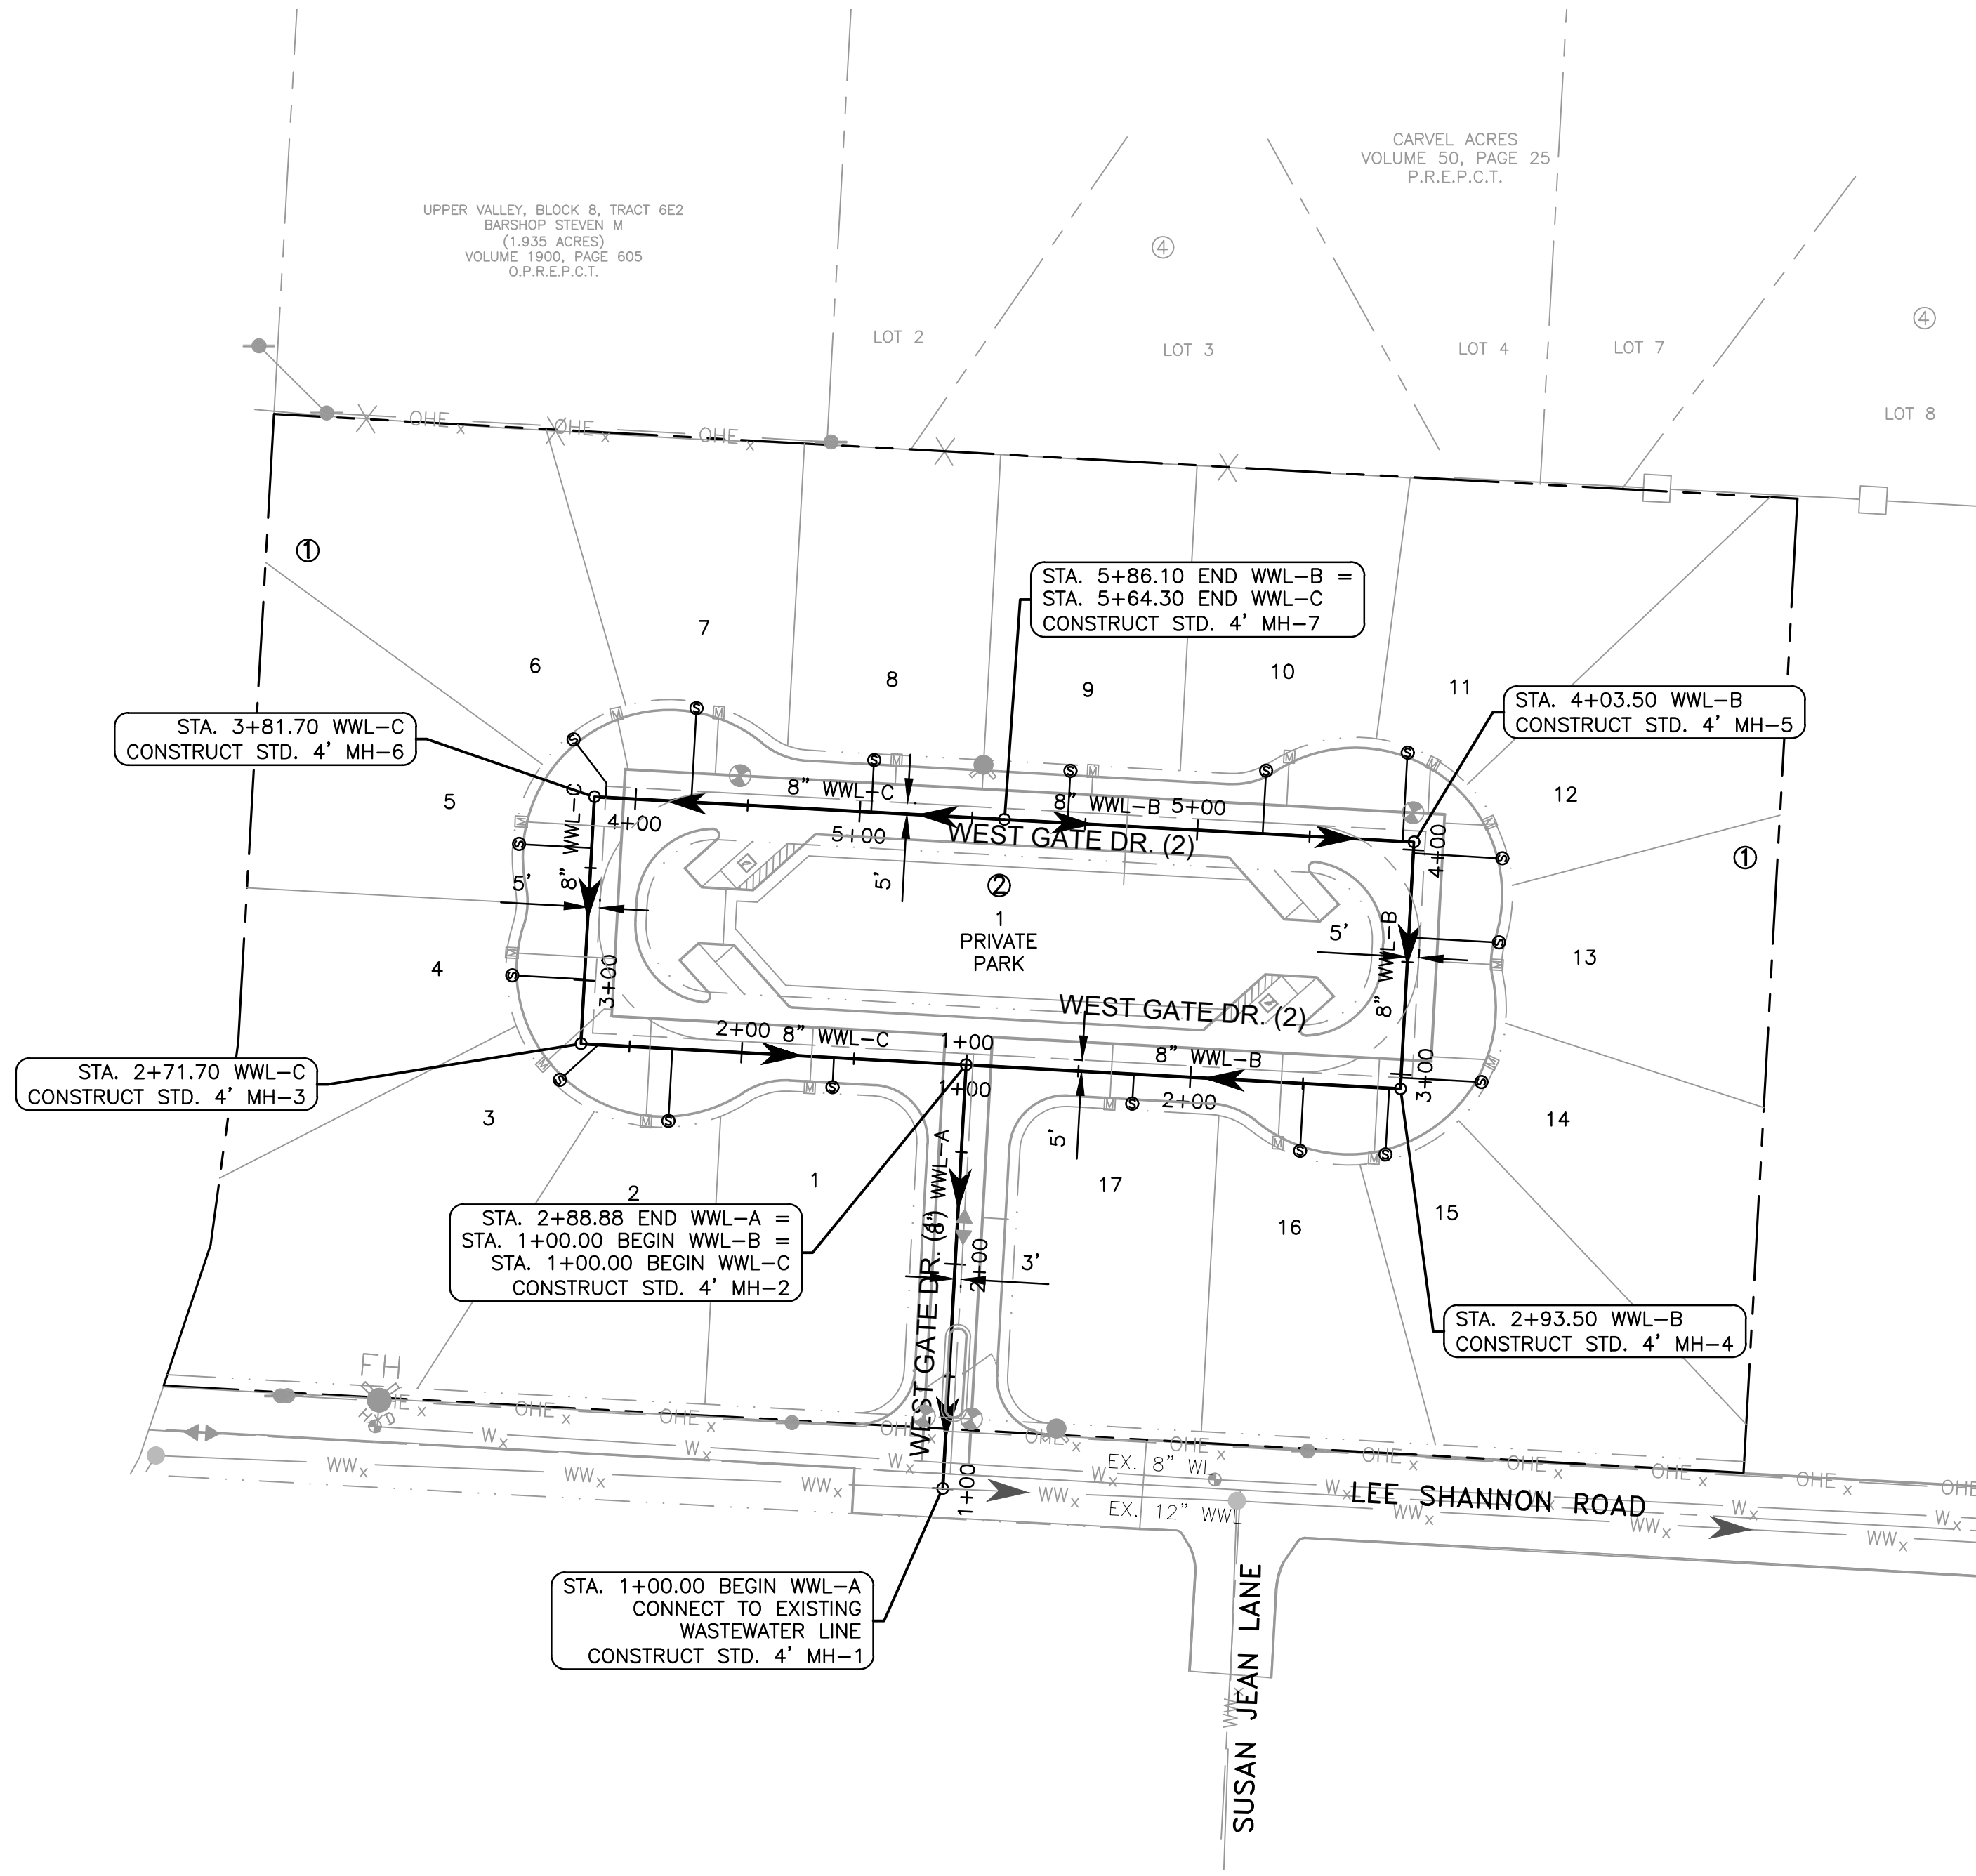 CARVEL ACRES
VOLUME 50, PAGE 25
P.R.E.P.C.T.
UPPER VALLEY, BLOCK 8, TRACT 6E2
BARSHOP STEVEN M
(1.935 ACRES)
VOLUME 1900, PAGE 605
O.P.R.E.P.C.T.
4
4
LOT 2
LOT 3
LOT 4
LOT 7
LOT 8
OHE x
OHE x
OHE x
1
STA. 5+86.10 END WWL-B =
STA. 5+64.30 END WWL-C
CONSTRUCT STD. 4' MH-7
7
6
8
9
10
11
STA. 3+81.70 WWL-C
CONSTRUCT STD. 4' MH-6
STA. 4+03.50 WWL-B
CONSTRUCT STD. 4' MH-5
M
S
M
S
S
M
S
M
S
M
S
M
8" WWL-C
8" WWL-B 5+00
4+00
5+00
WEST GATE DR. (2)
8" WWL-C
5
12
M
S
M
S
4+00
1
5'
5'
2
1
PRIVATE
PARK
5'
8" WWL-B
4
13
M
S
S
M
3+00
WEST GATE DR. (2)
2+00 8" WWL-C
1+00
8" WWL-B
1+00
2+00
3+00
M
S
M
S
STA. 2+71.70 WWL-C
CONSTRUCT STD. 4' MH-3
M
S
M
S
M
S
M
S
M
S
5'
3
14
2
1
17
16
15
8" WWL-A
STA. 2+88.88 END WWL-A =
STA. 1+00.00 BEGIN WWL-B =
STA. 1+00.00 BEGIN WWL-C
CONSTRUCT STD. 4' MH-2
3'
2+00
WEST GATE DR. (1)
STA. 2+93.50 WWL-B
CONSTRUCT STD. 4' MH-4
FH
HYD
OHE x
OHE x
OHE x
OHE x
OHE x
OHE x
OHE x
OHE x
OHE x
OHE x
OHE
W x
W x
W x
W x
W x
W x
W x
W x
EX. 8" WL
EX. 12" WWL
WW x
WW x
WW x
WW x
WW x
WW x
WW x
1+00
LEE SHANNON ROAD
STA. 1+00.00 BEGIN WWL-A
CONNECT TO EXISTING
WASTEWATER LINE
CONSTRUCT STD. 4' MH-1
WW x
SUSAN JEAN LANE